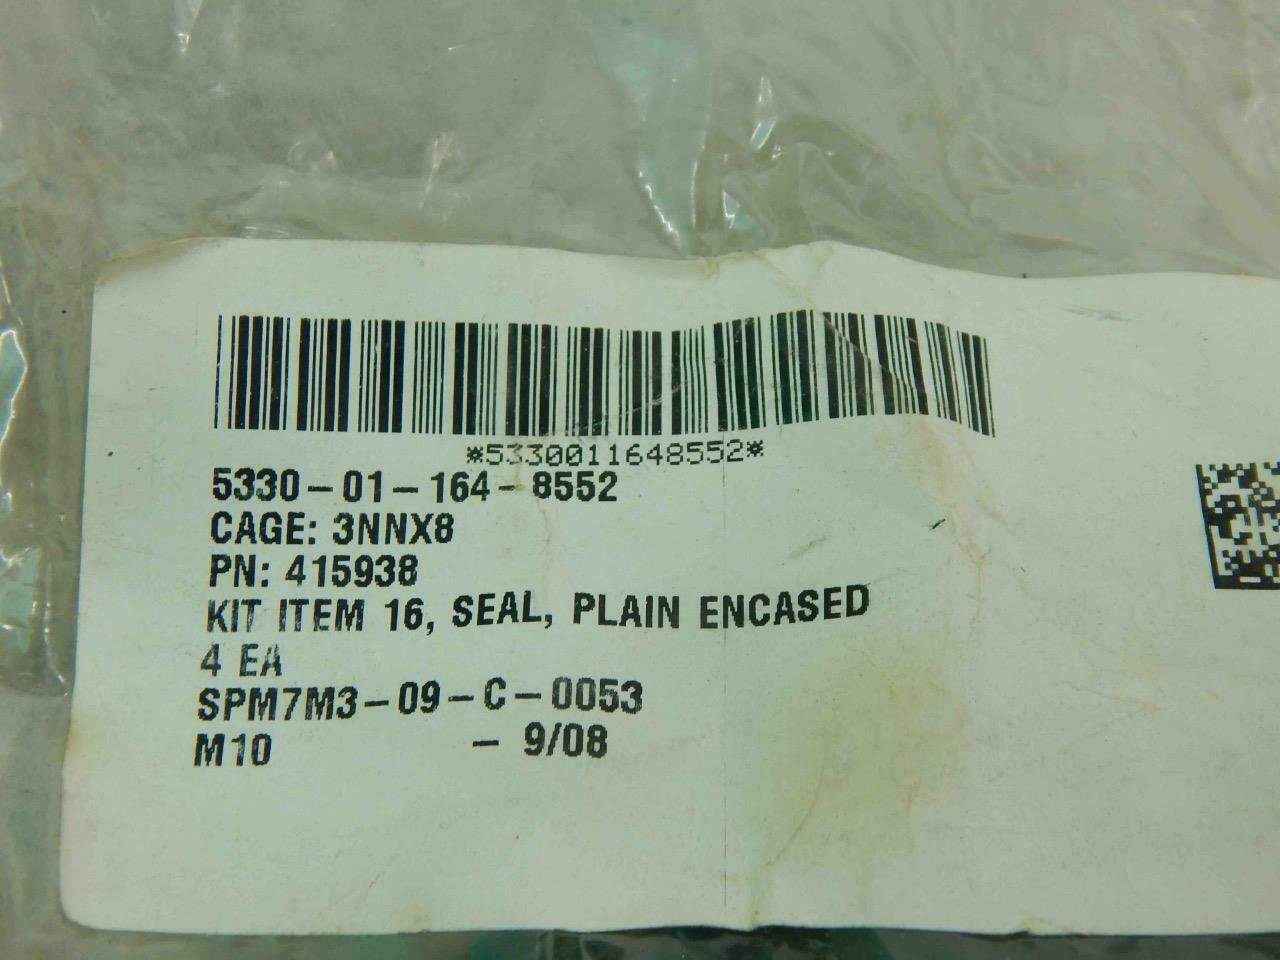 *5330011648552*
5330-01-164-8552
CAGE: 3NNX8
PN: 415938
KIT ITEM 16, SEAL, PLAIN ENCASED
4 EA
SPM7M3-09-C-0053
M10 - 9/08